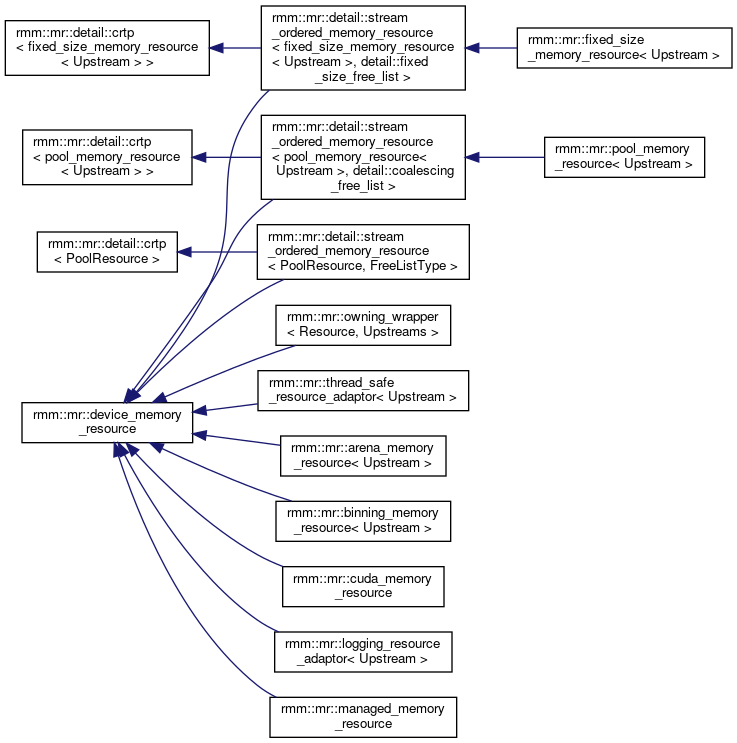 rmm::mr::detail::crtp
< fixed_size_memory_resource
< Upstream > >
rmm::mr::detail::stream
_ordered_memory_resource
< fixed_size_memory_resource
< Upstream >, detail::fixed
_size_free_list >
rmm::mr::fixed_size
_memory_resource< Upstream >
rmm::mr::detail::crtp
< pool_memory_resource
< Upstream > >
rmm::mr::detail::stream
_ordered_memory_resource
< pool_memory_resource<
Upstream >, detail::coalescing
_free_list >
rmm::mr::pool_memory
_resource< Upstream >
rmm::mr::detail::crtp
< PoolResource >
rmm::mr::detail::stream
_ordered_memory_resource
< PoolResource, FreeListType >
rmm::mr::owning_wrapper
< Resource, Upstreams >
rmm::mr::thread_safe
_resource_adaptor< Upstream >
rmm::mr::device_memory
_resource
rmm::mr::arena_memory
_resource< Upstream >
rmm::mr::binning_memory
_resource< Upstream >
rmm::mr::cuda_memory
_resource
rmm::mr::logging_resource
_adaptor< Upstream >
rmm::mr::managed_memory
_resource